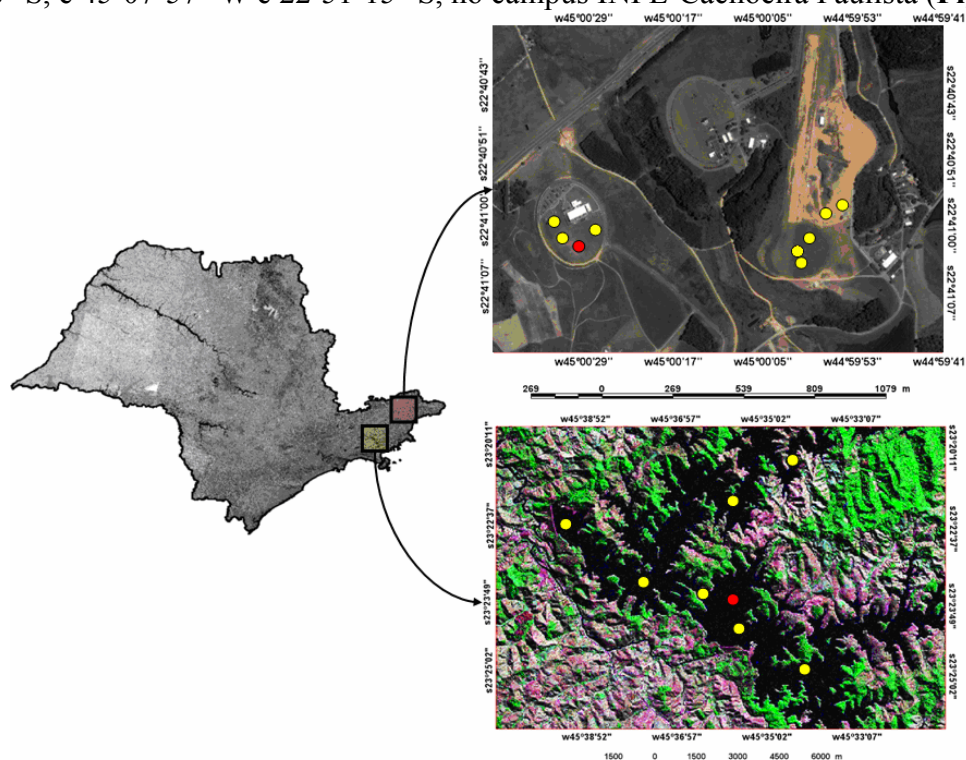 S, e 45-07-57" W e 22-51-15" S, no campus INPE-Cachoeira Paulista (
w45°00'29'' w45°00'17'' w45°00'05'' w44°59'53'' w44°59'41
s22°40'43'' s22°40'51'' s22°41'00'' s22°41'07''
s22°40'43'' s22°40'51'' s22°41'00'' s22°41'07''
w45°00'29'' w45°00'17'' w45°00'05'' w44°59'53'' w44°59'41
269 0 269 539 809 1079 m
w45°38'52'' w45°36'57'' w45°35'02'' w45°33'07''
s23°20'11'' s23°22'37'' s23°23'49'' s23°25'02''
s23°20'11'' s23°22'37'' s23°23'49'' s23°25'02''
w45°38'52'' w45°36'57'' w45°35'02'' w45°33'07''
1500 0 1500 3000 4500 6000 m